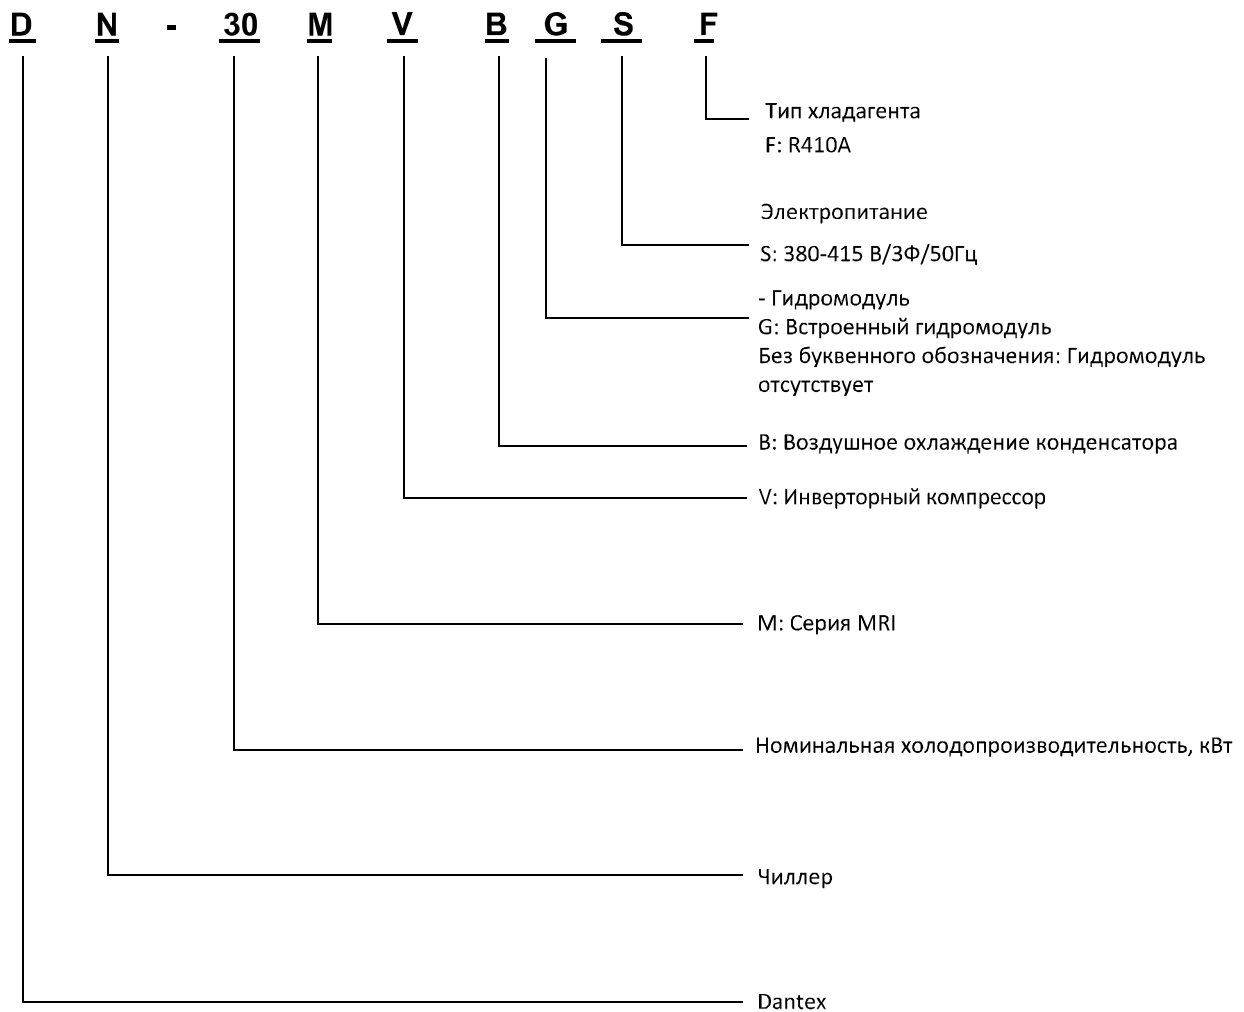 D N - 30 M V B G S F
Тип хладагента
F: R410A
Электропитание
S: 380-415 В/3Ф/50Гц
- Гидромодуль
G: Встроенный гидромодуль
Без буквенного обозначения: Гидромодуль
отсутствует
B: Воздушное охлаждение конденсатора
V: Инверторный компрессор
M: Серия MRI
Номинальная холодопроизводительность, кВт
Чиллер
Dantex